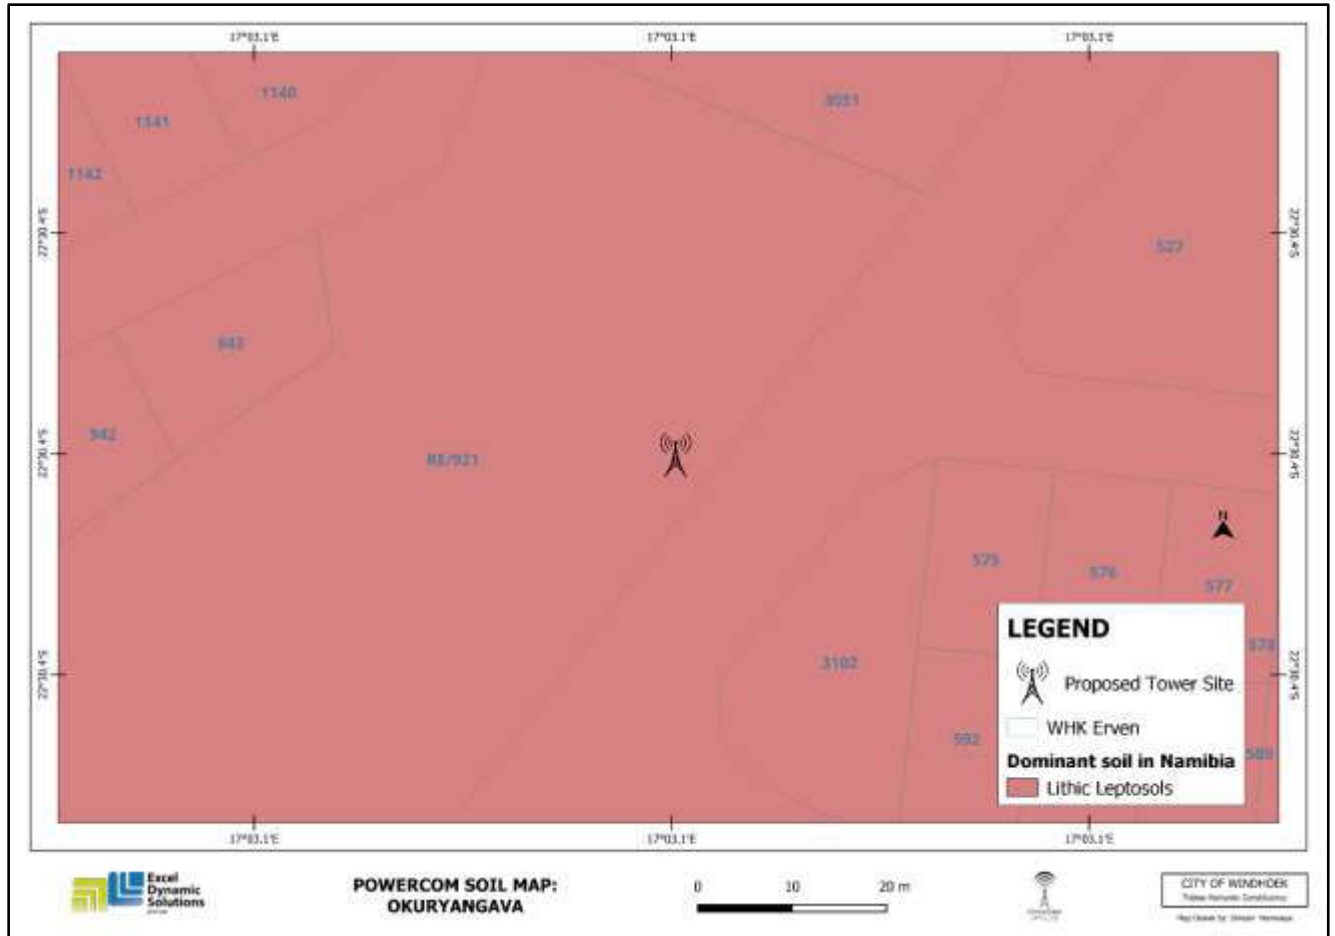 17°03.1'E 17°03.1'E 17°03.1'E
1140
3051
1141
1142
22°30.4'S 22°30.4'S
527
943
942
RE/921
22°30.4'S 22°30.4'S
N
575
576
577
LEGEND
Proposed Tower Site
WHK Erven
Dominant soil in Namibia
Lithic Leptosols
3102
592
22°30.4'S 22°30.4'S
17°03.1'E 17°03.1'E 17°03.1'E
Excel
Dynamic
Solutions
POWERCOM SOIL MAP:
OKURYANGAVA
0 10 20 m
CITY OF WINDHOEK